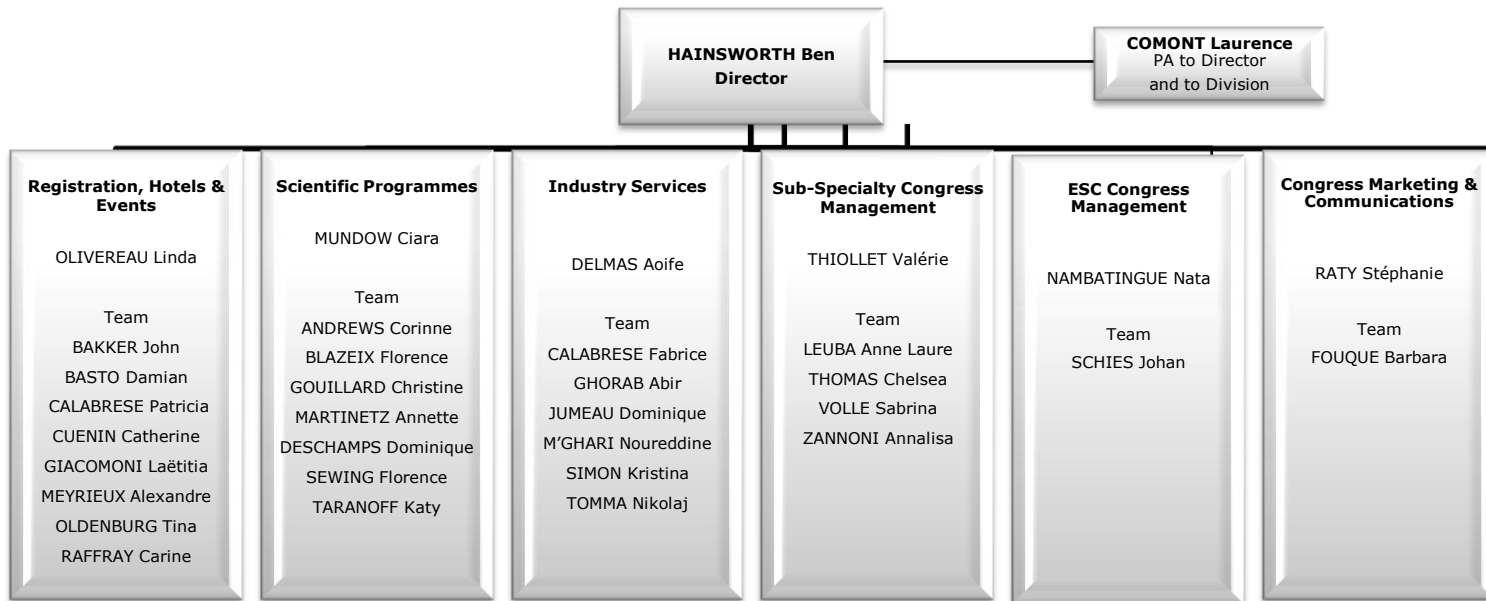 HAINSWORTH Ben
Director
COMONT Laurence
PA to Director
and to Division
Registration, Hotels &
Events
OLIVEREAU Linda
Team
BAKKER John
BASTO Damian
CALABRESE Patricia
CUENIN Catherine
GIACOMONI Laëtitia
MEYRIEUX Alexandre
OLDENBURG Tina
RAFFRAY Carine
Scientific Programmes
MUNDOW Ciara
Team
ANDREWS Corinne
BLAZEIX Florence
GOUILLARD Christine
MARTINETZ Annette
DESCHAMPS Dominique
SEWING Florence
TARANOFF Katy
Industry Services
DELMAS Aoife
Team
CALABRESE Fabrice
GHORAB Abir
JUMEAU Dominique
M’GHARI Noureddine
SIMON Kristina
TOMMA Nikolaj
Sub-Specialty Congress
Management
THIOLLET Valérie
Team
LEUBA Anne Laure
THOMAS Chelsea
VOLLE Sabrina
ZANNONI Annalisa
ESC Congress
Management
NAMBATINGUE Nata
Team
SCHIES Johan
Congress Marketing &
Communications
RATY Stéphanie
Team
FOUQUE Barbara